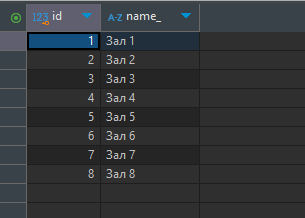 123 id A-Z name_
1 Зал 1
2 Зал 2
3 Зал 3
4 Зал 4
5 Зал 5
6 Зал 6
7 Зал 7
8 Зал 8